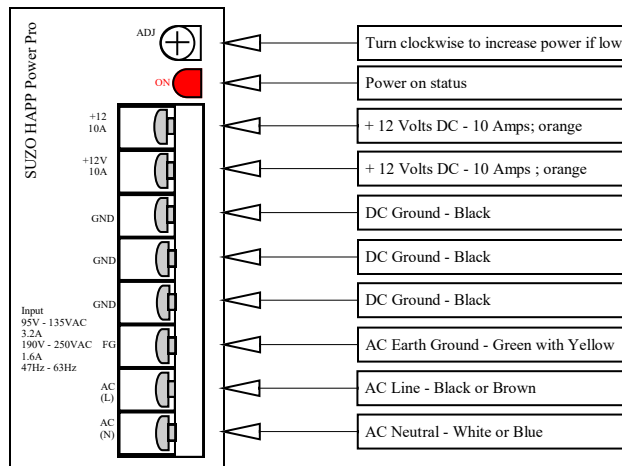 SUZO HAPP Power Pro
ADJ
Turn clockwise to increase power if low
ON
Power on status
+12
10A
+ 12 Volts DC - 10 Amps; orange
+12V
10A
+ 12 Volts DC - 10 Amps ; orange
GND
DC Ground - Black
GND
DC Ground - Black
GND
DC Ground - Black
Input
95V - 135VAC
3.2A
190V - 250VAC
1.6A
47Hz - 63Hz
FG
AC Earth Ground - Green with Yellow
AC
(L)
AC Line - Black or Brown
AC
(N)
AC Neutral - White or Blue